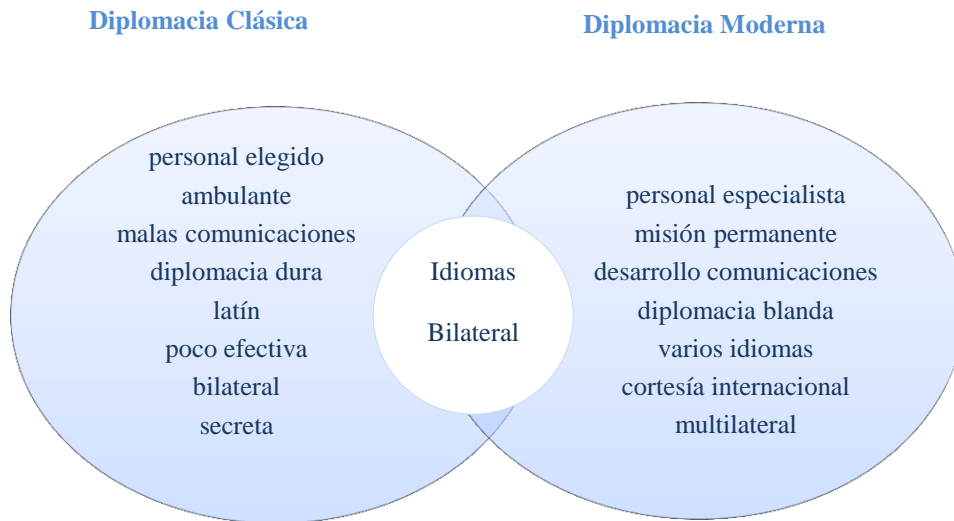 Diplomacia Clásica
Diplomacia Moderna
personal elegido
ambulante
malas comunicaciones
diplomacia dura
latín
poco efectiva
bilateral
secreta
Idiomas
Bilateral
personal especialista
misión permanente
desarrollo comunicaciones
diplomacia blanda
varios idiomas
cortesía internacional
multilateral